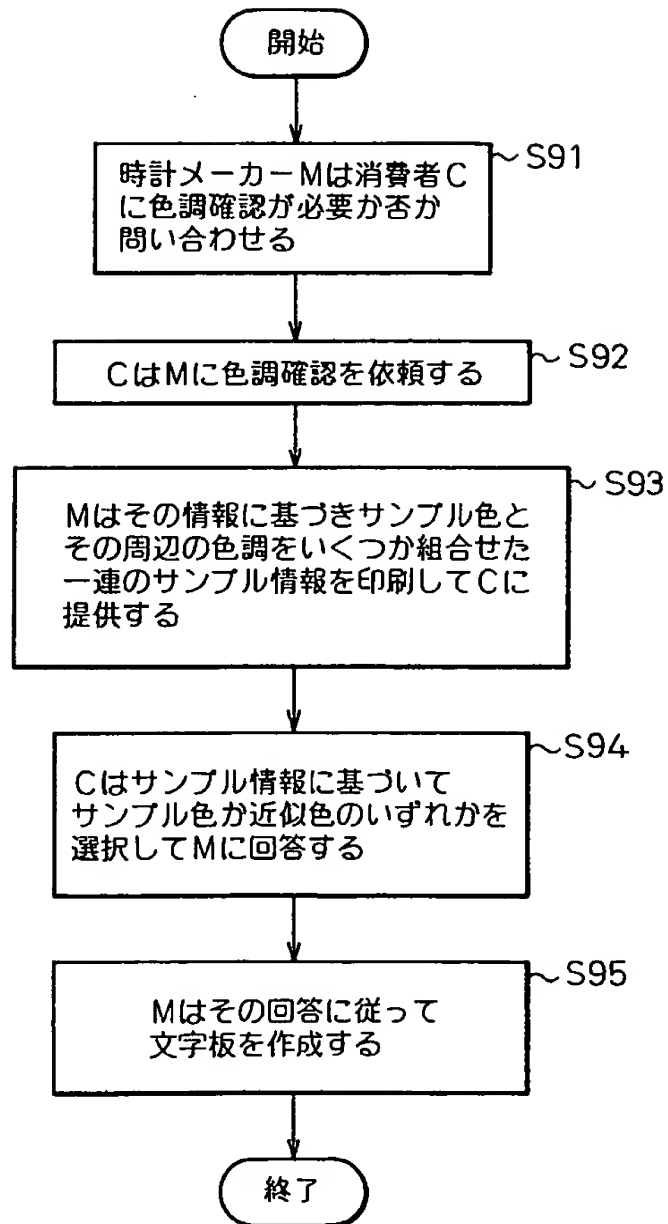 開始
S91
時計メーカーMは消費者C
に色調確認が必要か否か
問い合わせる
S92
CはMに色調確認を依頼する
S93
Mはその情報に基づきサンプル色と
その周辺の色調をいくつか組合せた
一連のサンプル情報を印刷してCに
提供する
S94
Cはサンプル情報に基づいて
サンプル色か近似色のいずれかを
選択してMに回答する
S95
Mはその回答に従って
文字板を作成する
終了